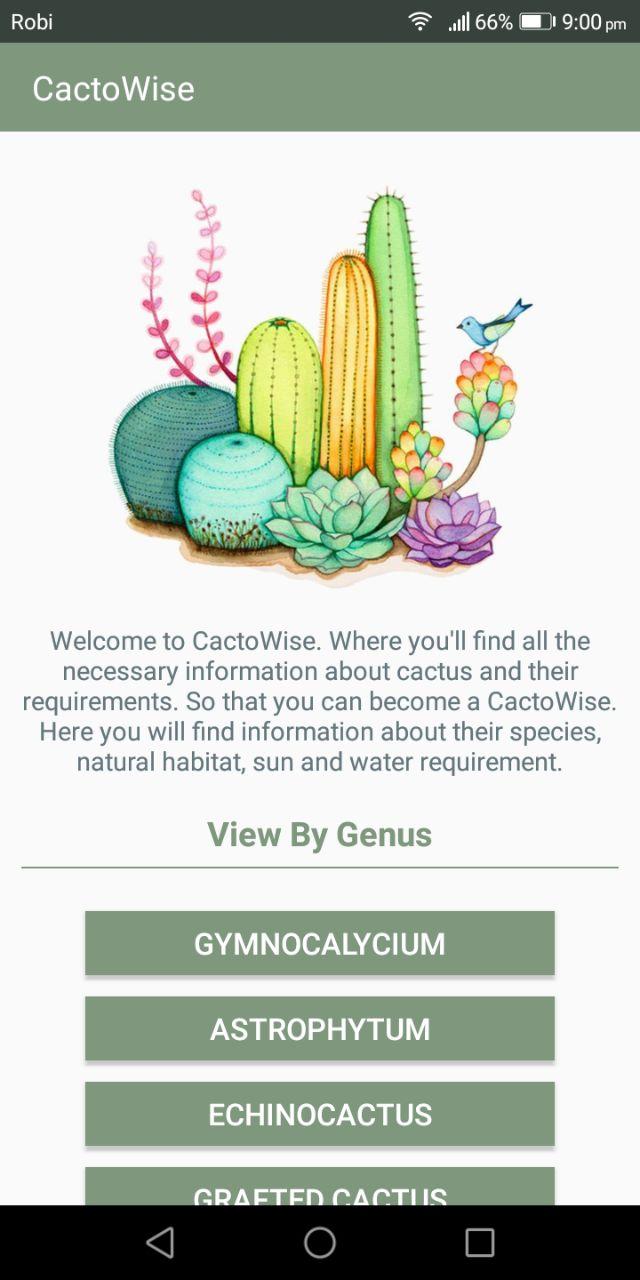 Robi 66% 9:00 pm
CactoWise
Welcome to CactoWise. Where you'll find all the
necessary information about cactus and their
requirements. So that you can become a CactoWise.
Here you will find information about their species,
natural habitat, sun and water requirement.
View By Genus
GYMNOCALYCIUM
ASTROPHYTUM
ECHINOCACTUS
GRAFTED CACTUS